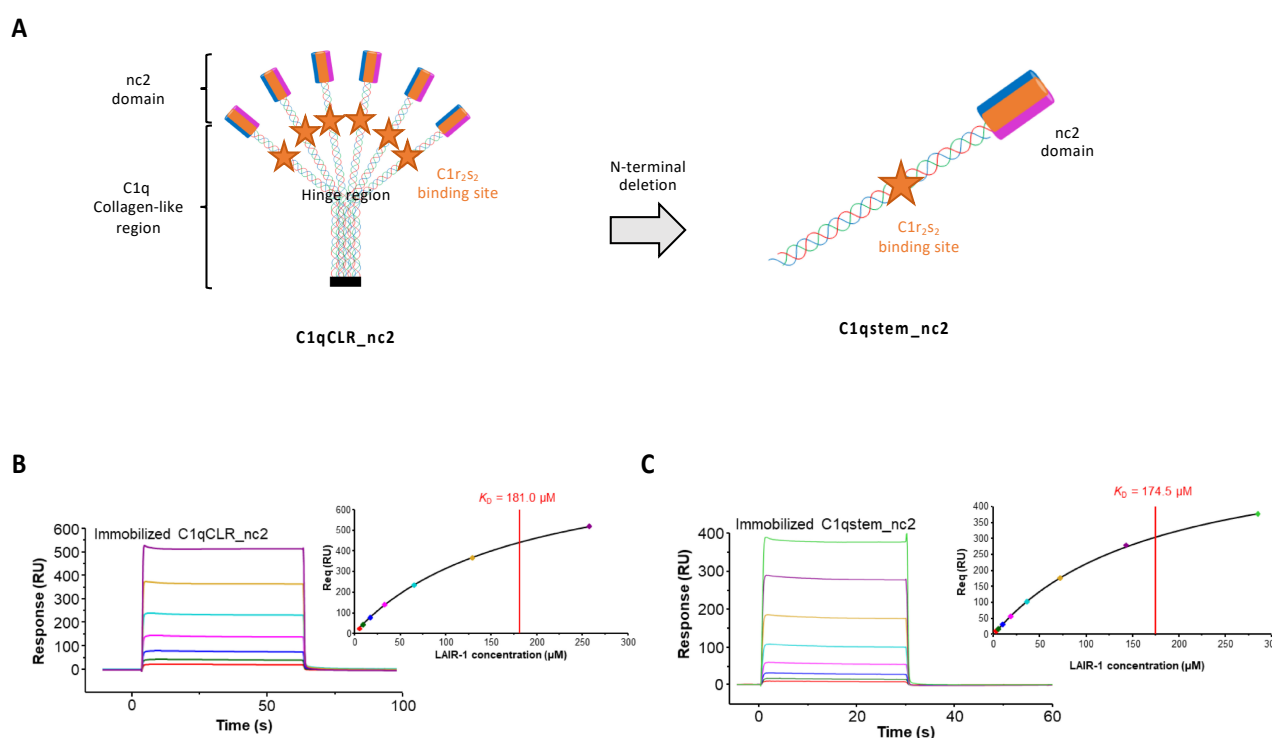 A
nc2
domain
C1q
Collagen-like
region
Hinge region
C1r₂s₂
binding site
C1qCLR_nc2
N-terminal
deletion
nc2
domain
C1r₂s₂
binding site
C1qstem_nc2
B
Immobilized C1qCLR_nc2
Response (RU)
600
500
400
300
200
100
0
0 50 100
Time (s)
K_D = 181.0 µM
Req (RU)
600
500
400
300
200
100
0
0 50 100 150 200 250 300
LAIR-1 concentration (µM)
C
Immobilized C1qstem_nc2
Response (RU)
400
300
200
100
0
0 20 40 60
Time (s)
K_D = 174.5 µM
Req (RU)
400
350
300
250
200
150
100
50
0
0 50 100 150 200 250 300
LAIR-1 concentration (µM)